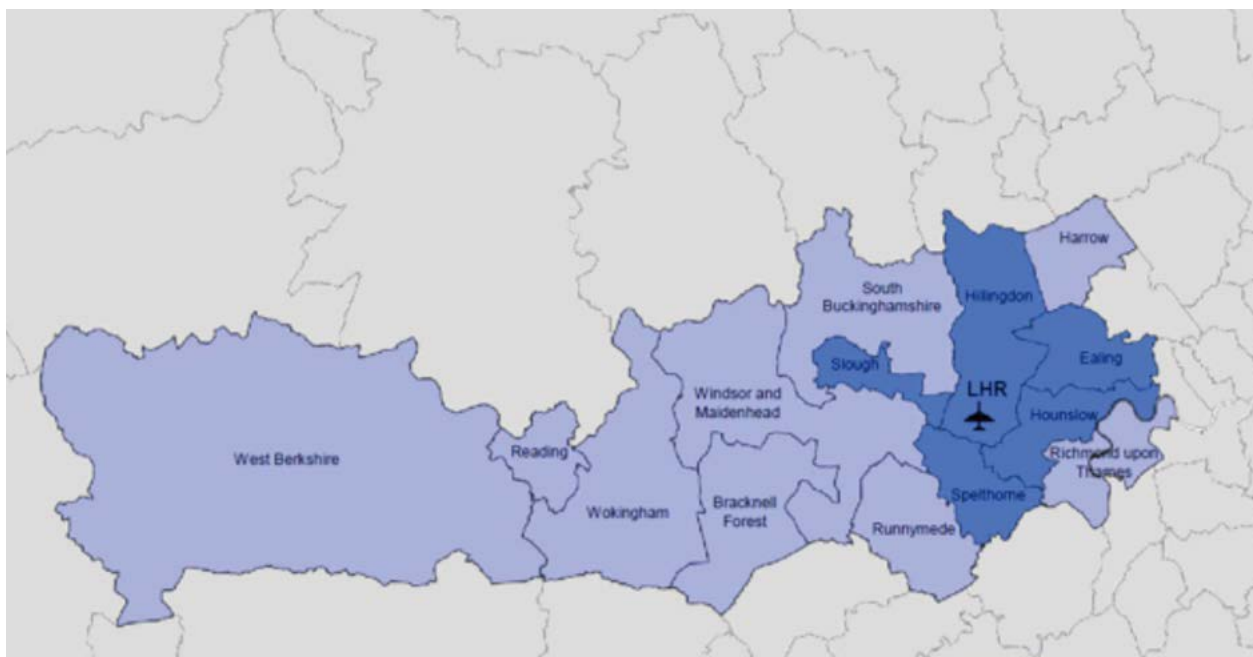 Harrow
South
Buckinghamshire
Hillingdon
Slough
Ealing
LHR
Windsor and
Maidenhead
Hounslow
West Berkshire
Reading
Richmond upon
Thames
Spelthorne
Wokingham
Bracknell
Forest
Runnymede